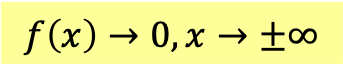 f(x) → 0, x → ±∞